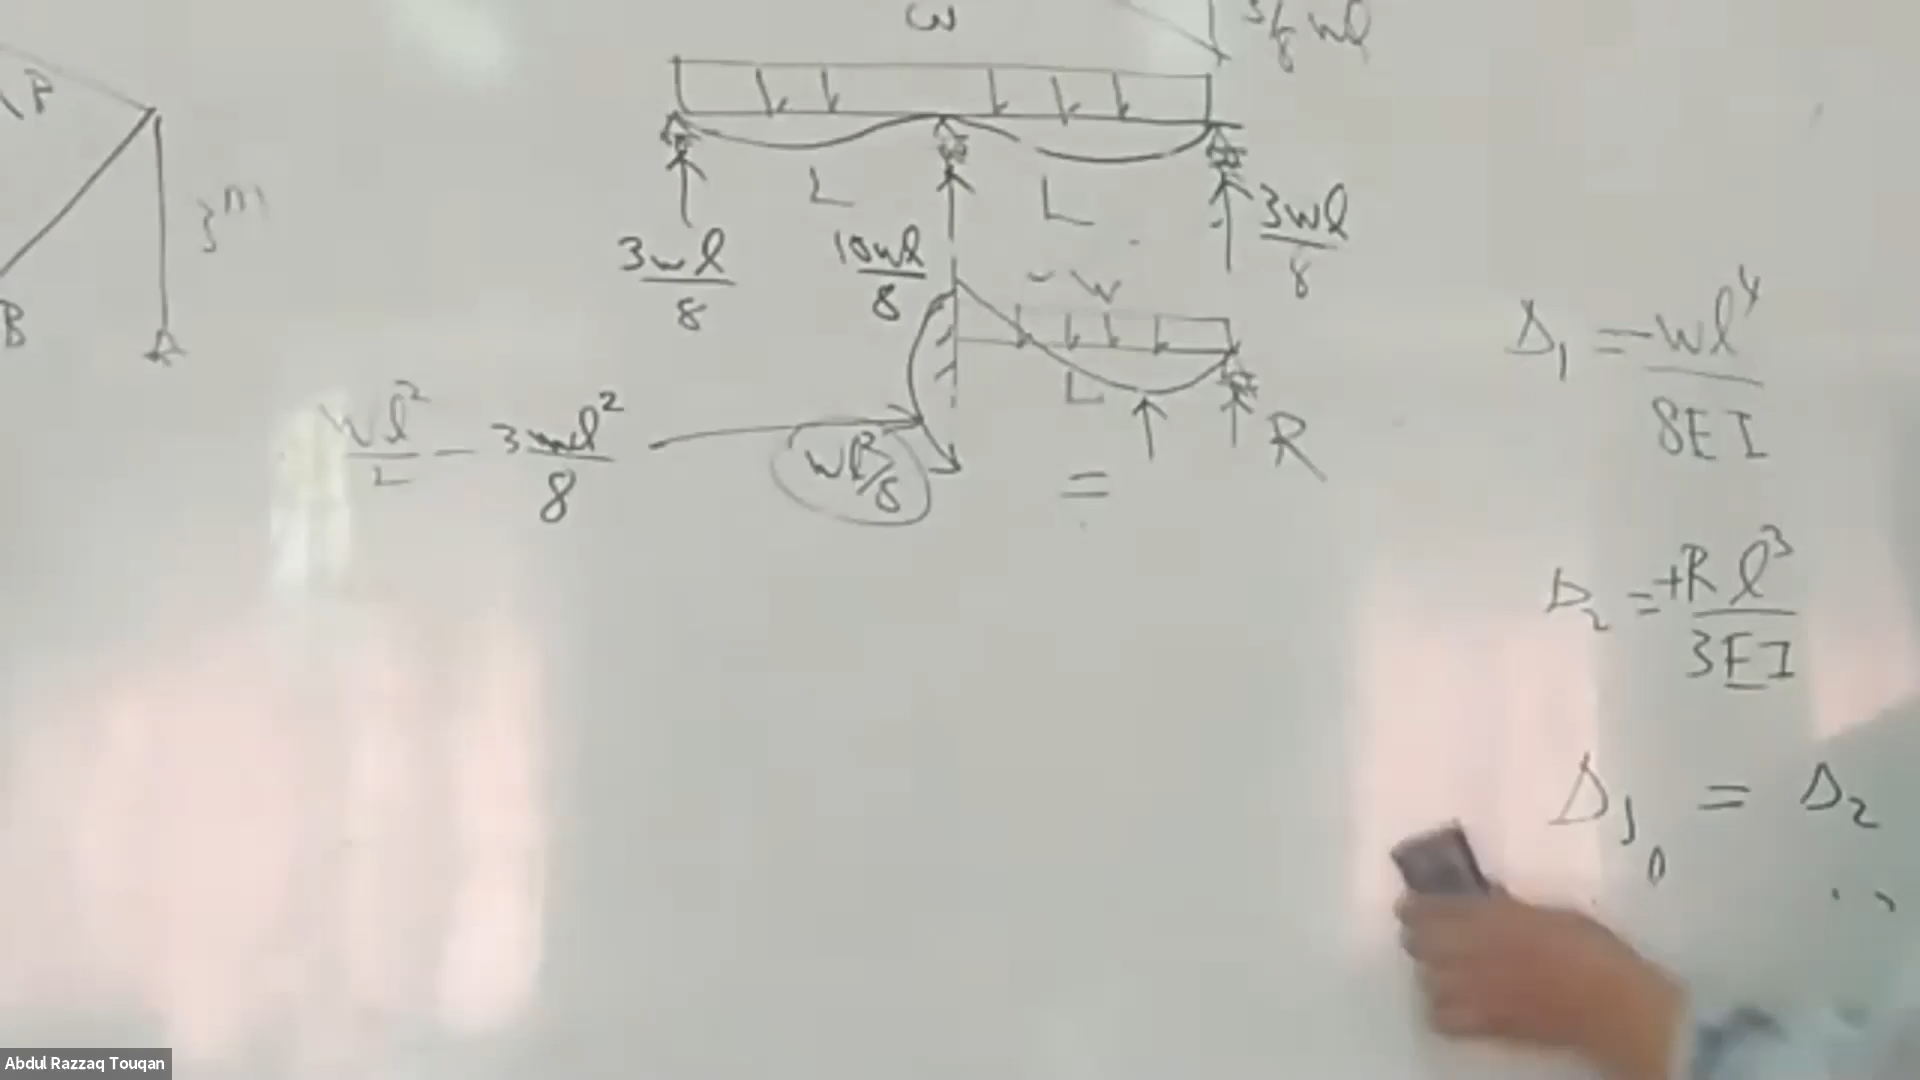 ω
3/8 wl
P
3m
B
L
L
3wl/8
10wl/8
3wl/8
w
L
R
wl²/2 - 3wl²/8
wl²/8
=
Δ₁ = -wl⁴/8EI
Δ₂ = +Rl³/3EI
Δ₁ = Δ₂
Abdul Razzaq Touqan